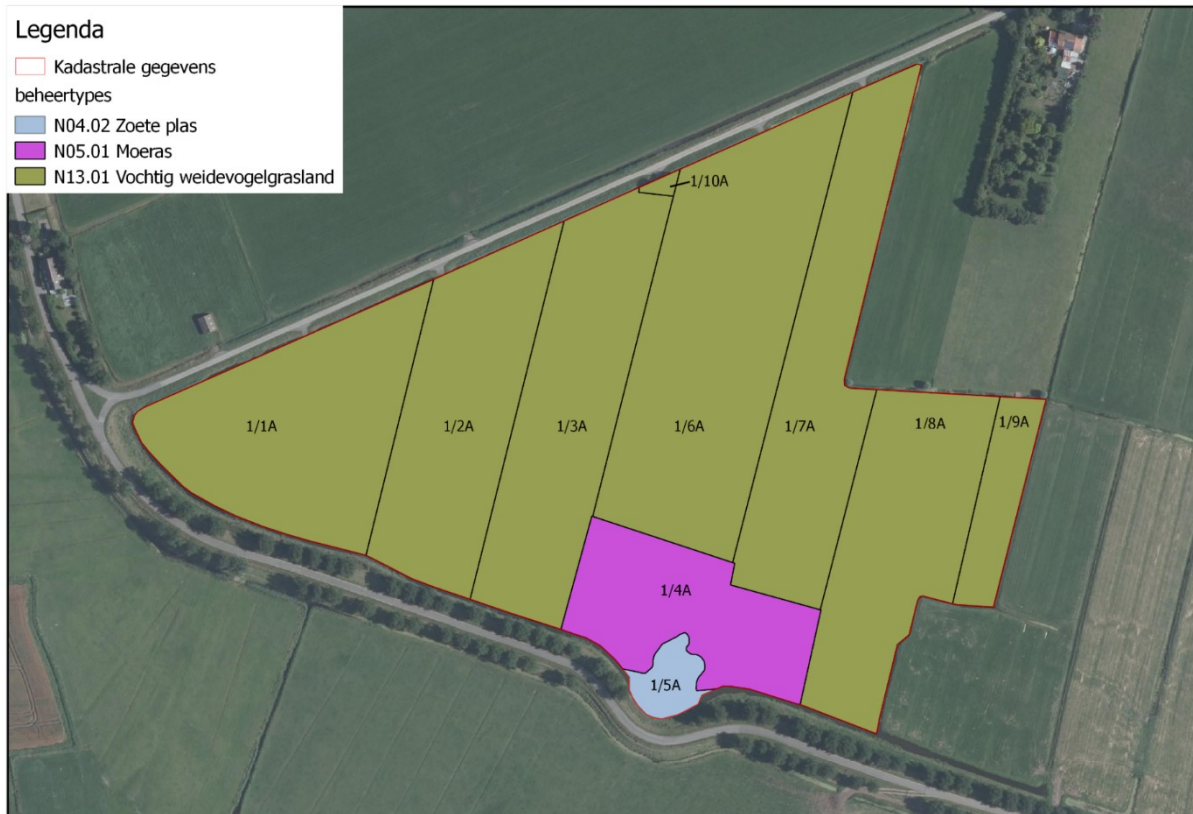 Legenda
Kadastrale gegevens
beheertypes
N04.02 Zoete plas
N05.01 Moeras
N13.01 Vochtig weidevogelgrasland
1/10A
1/1A
1/2A
1/3A
1/6A
1/7A
1/8A
1/9A
1/4A
1/5A